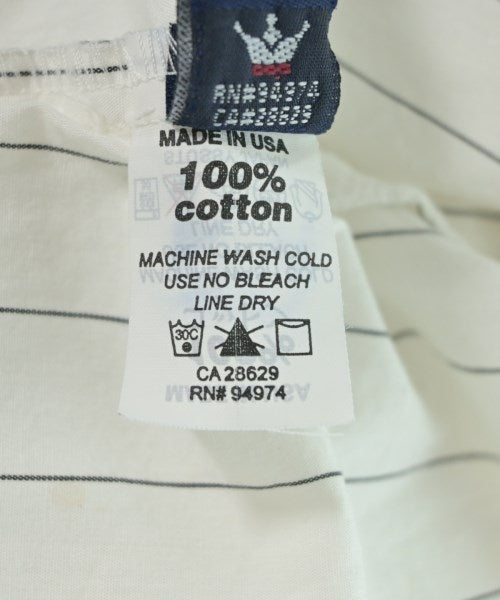 RN#94974
CA#28629
MADE IN USA
100%
cotton
MACHINE WASH COLD
USE NO BLEACH
LINE DRY
30C
CA 28629
RN# 94974